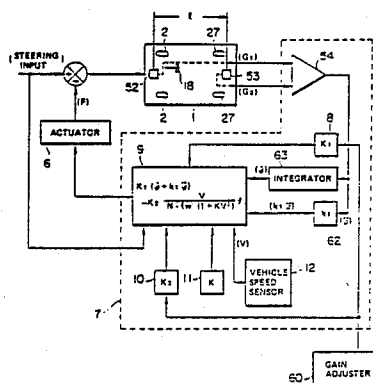 ℓ
2
27
54
(STEERING INPUT)
(G₁)
52
18
53
(G₂)
(F)
2
1
27
8
ACTUATOR
9
63
K₁
6
INTEGRATOR
(V)
K
62
10
K₂
11
K
VEHICLE SPEED SENSOR
12
7
60
GAIN ADJUSTER